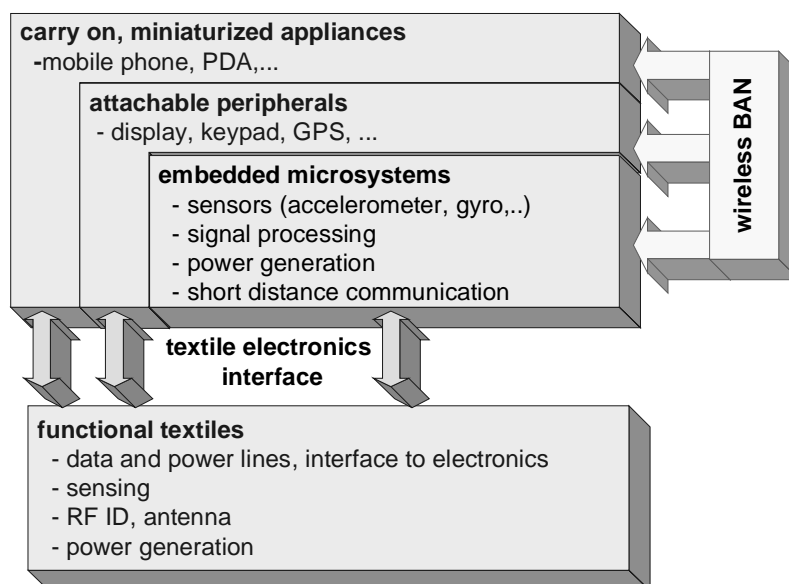 carry on, miniaturized appliances
-mobile phone, PDA,...
attachable peripherals
- display, keypad, GPS, ...
embedded microsystems
- sensors (accelerometer, gyro,..)
- signal processing
- power generation
- short distance communication
wireless BAN
textile electronics
interface
functional textiles
- data and power lines, interface to electronics
- sensing
- RF ID, antenna
- power generation